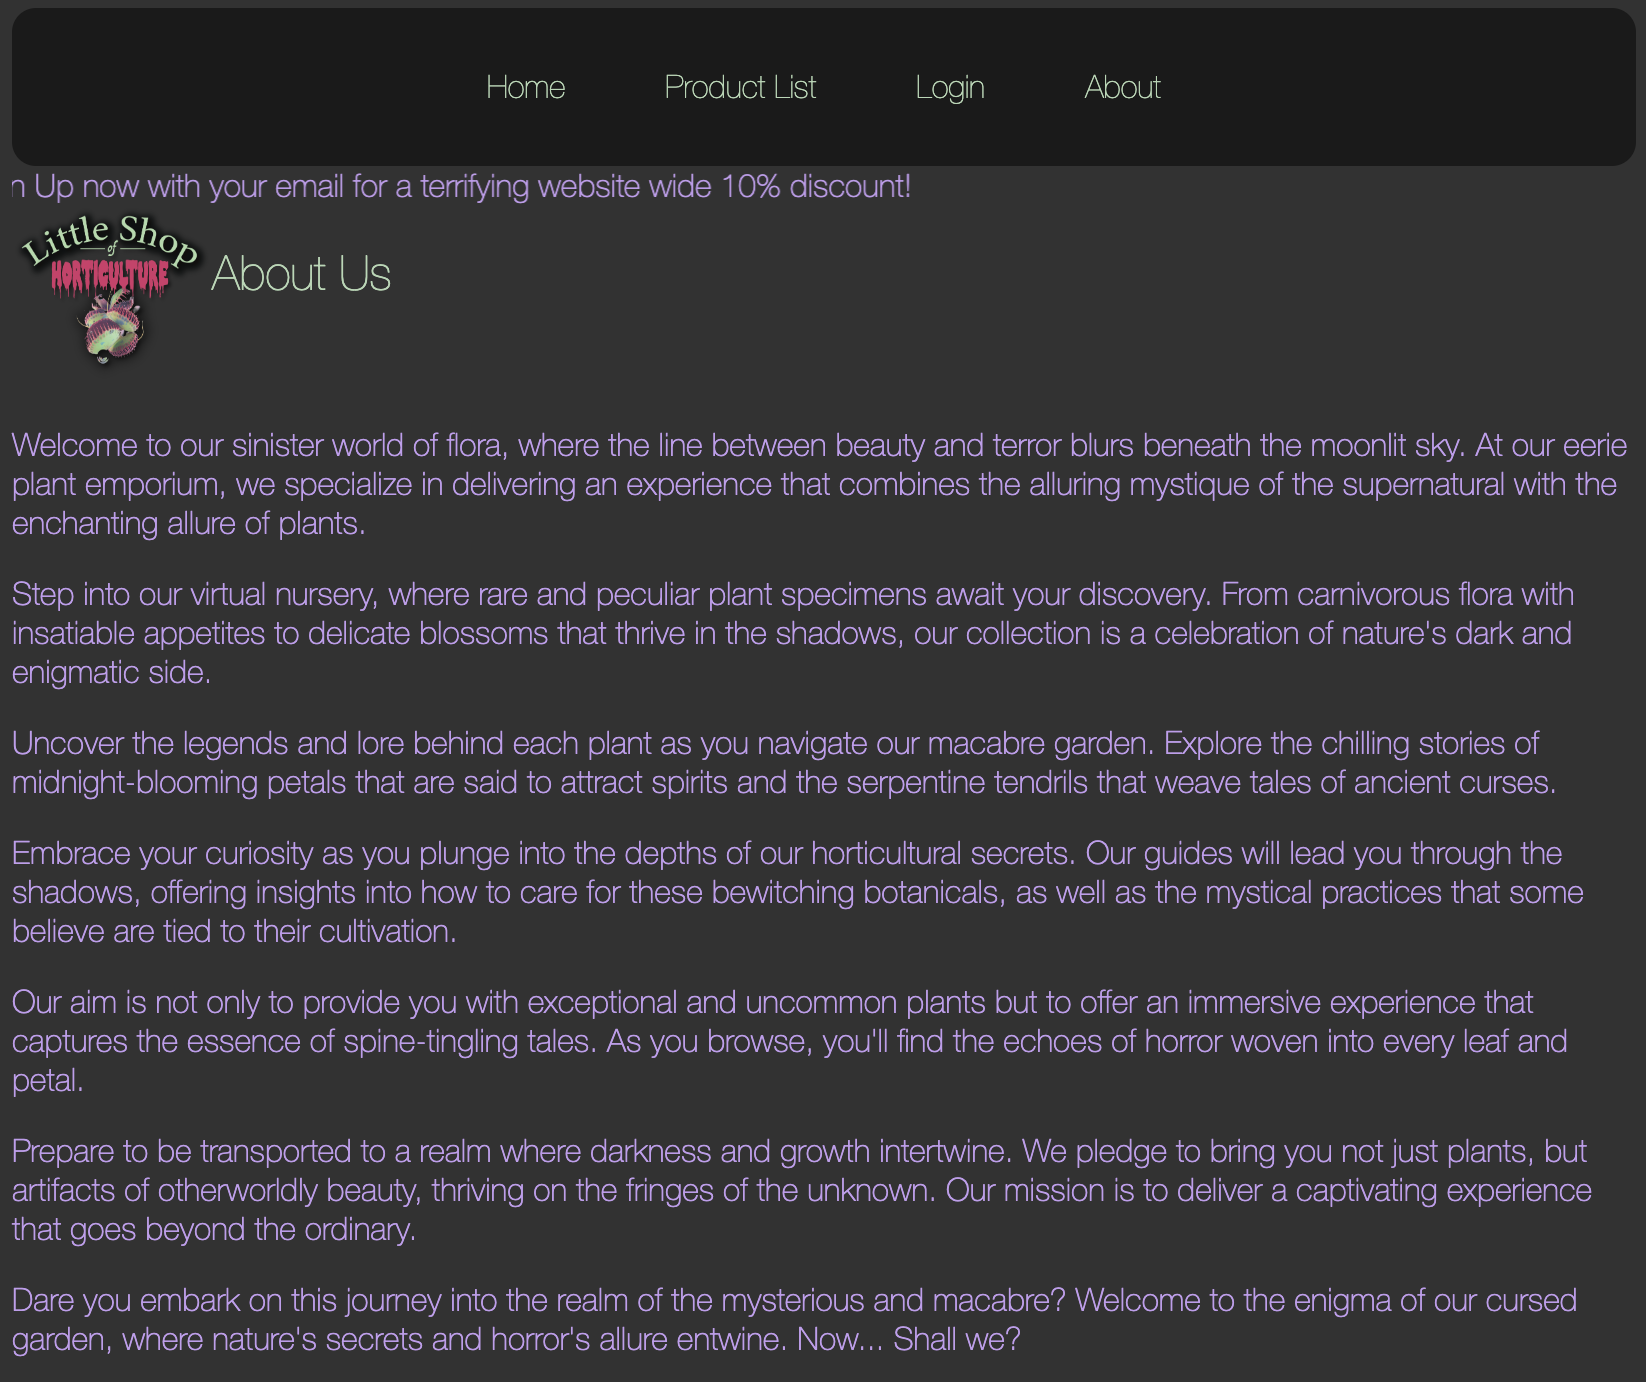 Home Product List Login About
n Up now with your email for a terrifying website wide 10% discount!
Little Shop
of
HORTICULTURE
About Us
Welcome to our sinister world of flora, where the line between beauty and terror blurs beneath the moonlit sky. At our eerie
plant emporium, we specialize in delivering an experience that combines the alluring mystique of the supernatural with the
enchanting allure of plants.
Step into our virtual nursery, where rare and peculiar plant specimens await your discovery. From carnivorous flora with
insatiable appetites to delicate blossoms that thrive in the shadows, our collection is a celebration of nature's dark and
enigmatic side.
Uncover the legends and lore behind each plant as you navigate our macabre garden. Explore the chilling stories of
midnight-blooming petals that are said to attract spirits and the serpentine tendrils that weave tales of ancient curses.
Embrace your curiosity as you plunge into the depths of our horticultural secrets. Our guides will lead you through the
shadows, offering insights into how to care for these bewitching botanicals, as well as the mystical practices that some
believe are tied to their cultivation.
Our aim is not only to provide you with exceptional and uncommon plants but to offer an immersive experience that
captures the essence of spine-tingling tales. As you browse, you'll find the echoes of horror woven into every leaf and
petal.
Prepare to be transported to a realm where darkness and growth intertwine. We pledge to bring you not just plants, but
artifacts of otherworldly beauty, thriving on the fringes of the unknown. Our mission is to deliver a captivating experience
that goes beyond the ordinary.
Dare you embark on this journey into the realm of the mysterious and macabre? Welcome to the enigma of our cursed
garden, where nature's secrets and horror's allure entwine. Now... Shall we?